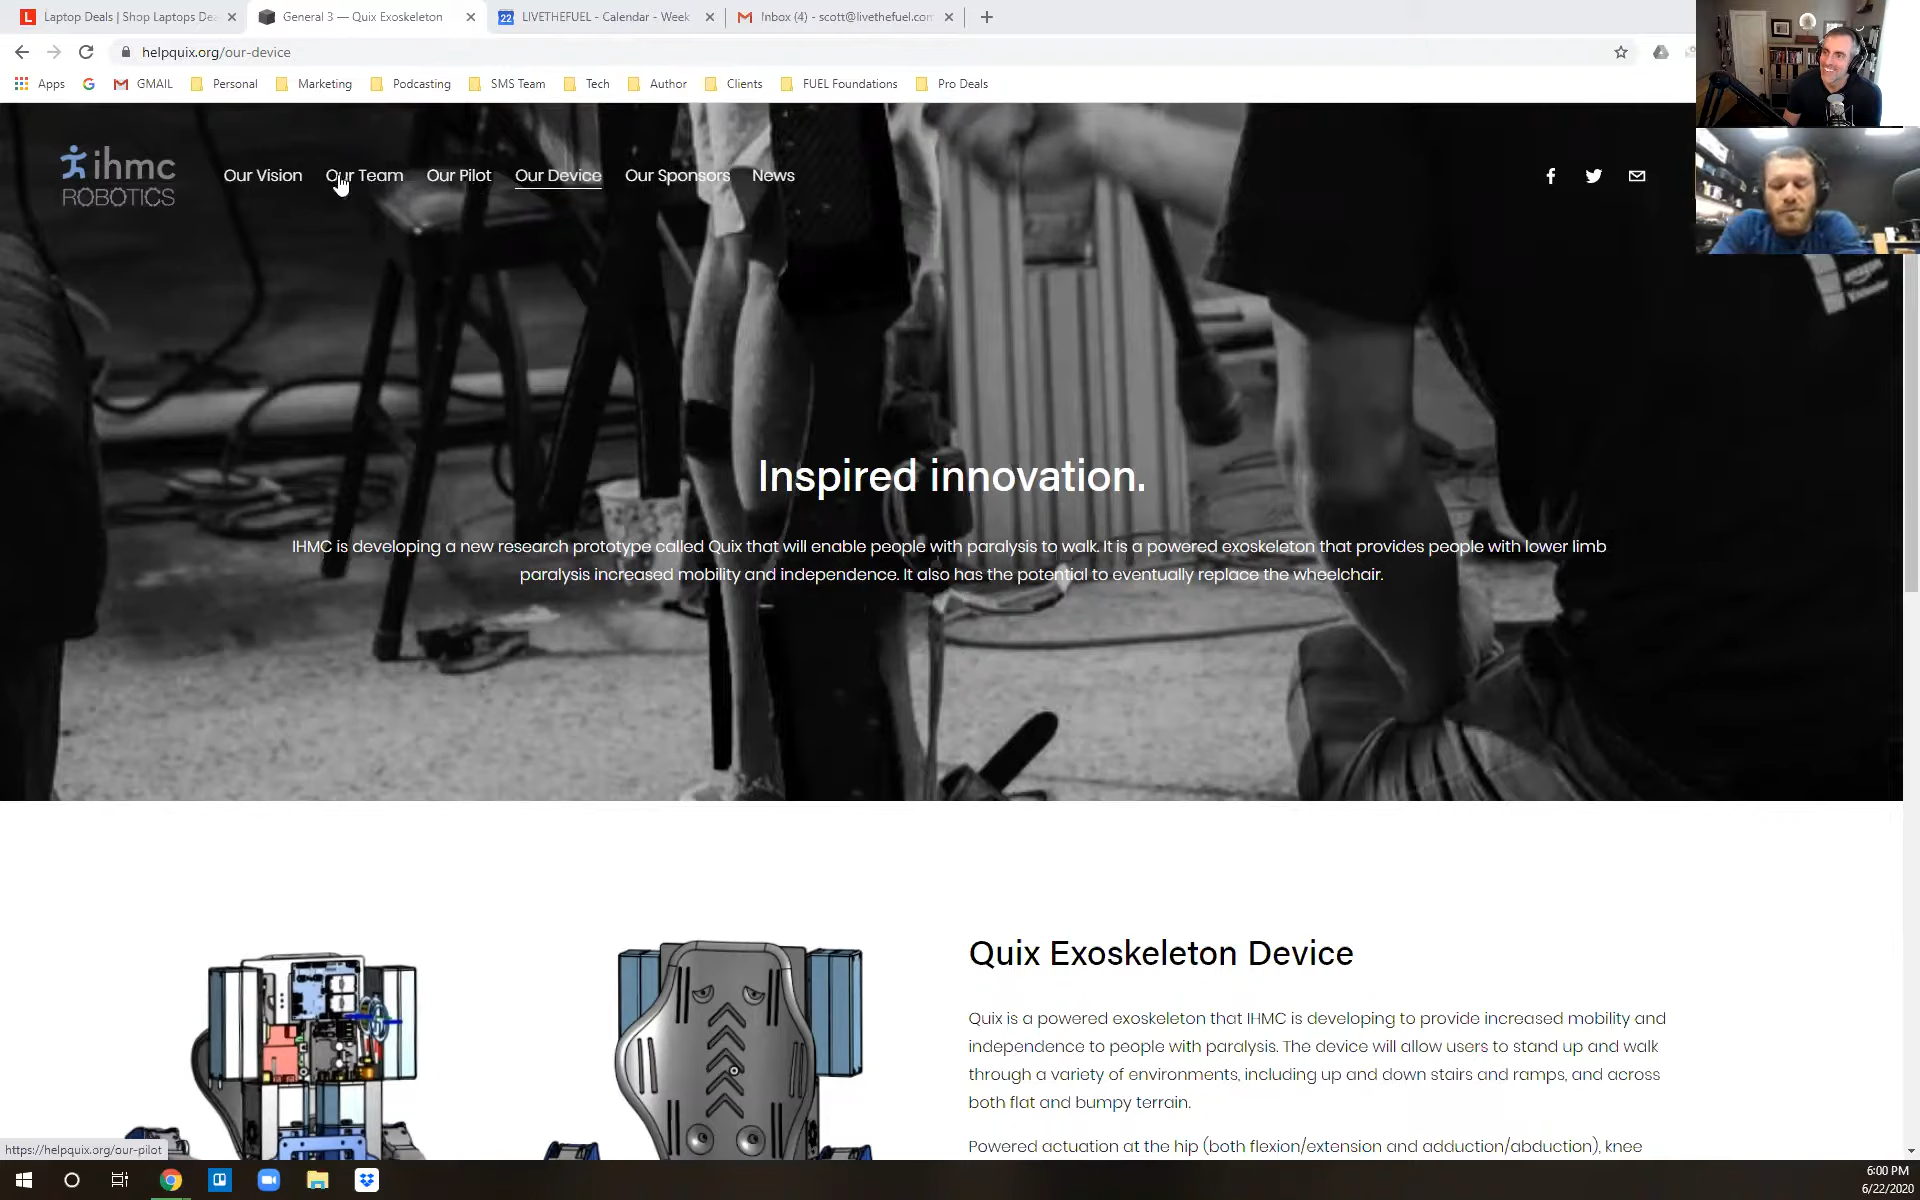 Laptop Deals | Shop Laptops Dea
General 3 — Quix Exoskeleton
22
LIVETHEFUEL - Calendar - Week
Inbox (4) - scott@livethefuel.com
helpquix.org/our-device
Apps
G
GMAIL
Personal
Marketing
Podcasting
SMS Team
Tech
Author
Clients
FUEL Foundations
Pro Deals
ihmc
ROBOTICS
Our Vision
Our Team
Our Pilot
Our Device
Our Sponsors
News
Inspired innovation.
IHMC is developing a new research prototype called Quix that will enable people with paralysis to walk. It is a powered exoskeleton that provides people with lower limb
paralysis increased mobility and independence. It also has the potential to eventually replace the wheelchair.
Quix Exoskeleton Device
Quix is a powered exoskeleton that IHMC is developing to provide increased mobility and
independence to people with paralysis. The device will allow users to stand up and walk
through a variety of environments, including up and down stairs and ramps, and across
both flat and bumpy terrain.
Powered actuation at the hip (both flexion/extension and adduction/abduction), knee
https://helpquix.org/our-pilot
6:00 PM
6/22/2020